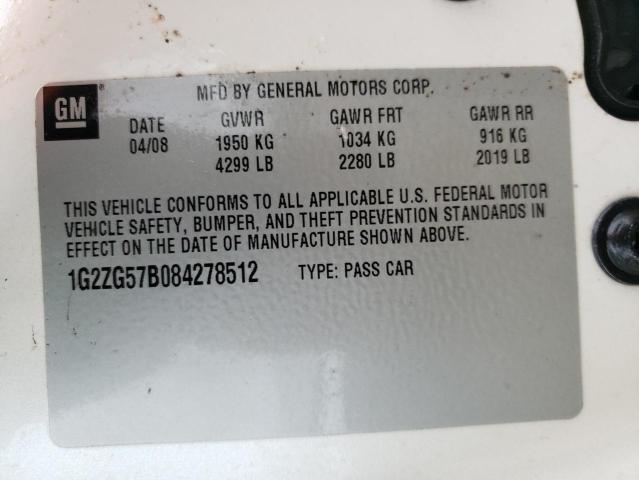 GM
MFD BY GENERAL MOTORS CORP.
DATE GVWR GAWR FRT GAWR RR
04/08 1950 KG 1034 KG 916 KG
4299 LB 2280 LB 2019 LB
THIS VEHICLE CONFORMS TO ALL APPLICABLE U.S. FEDERAL MOTOR
VEHICLE SAFETY, BUMPER, AND THEFT PREVENTION STANDARDS IN
EFFECT ON THE DATE OF MANUFACTURE SHOWN ABOVE.
1G2ZG57B084278512 TYPE: PASS CAR